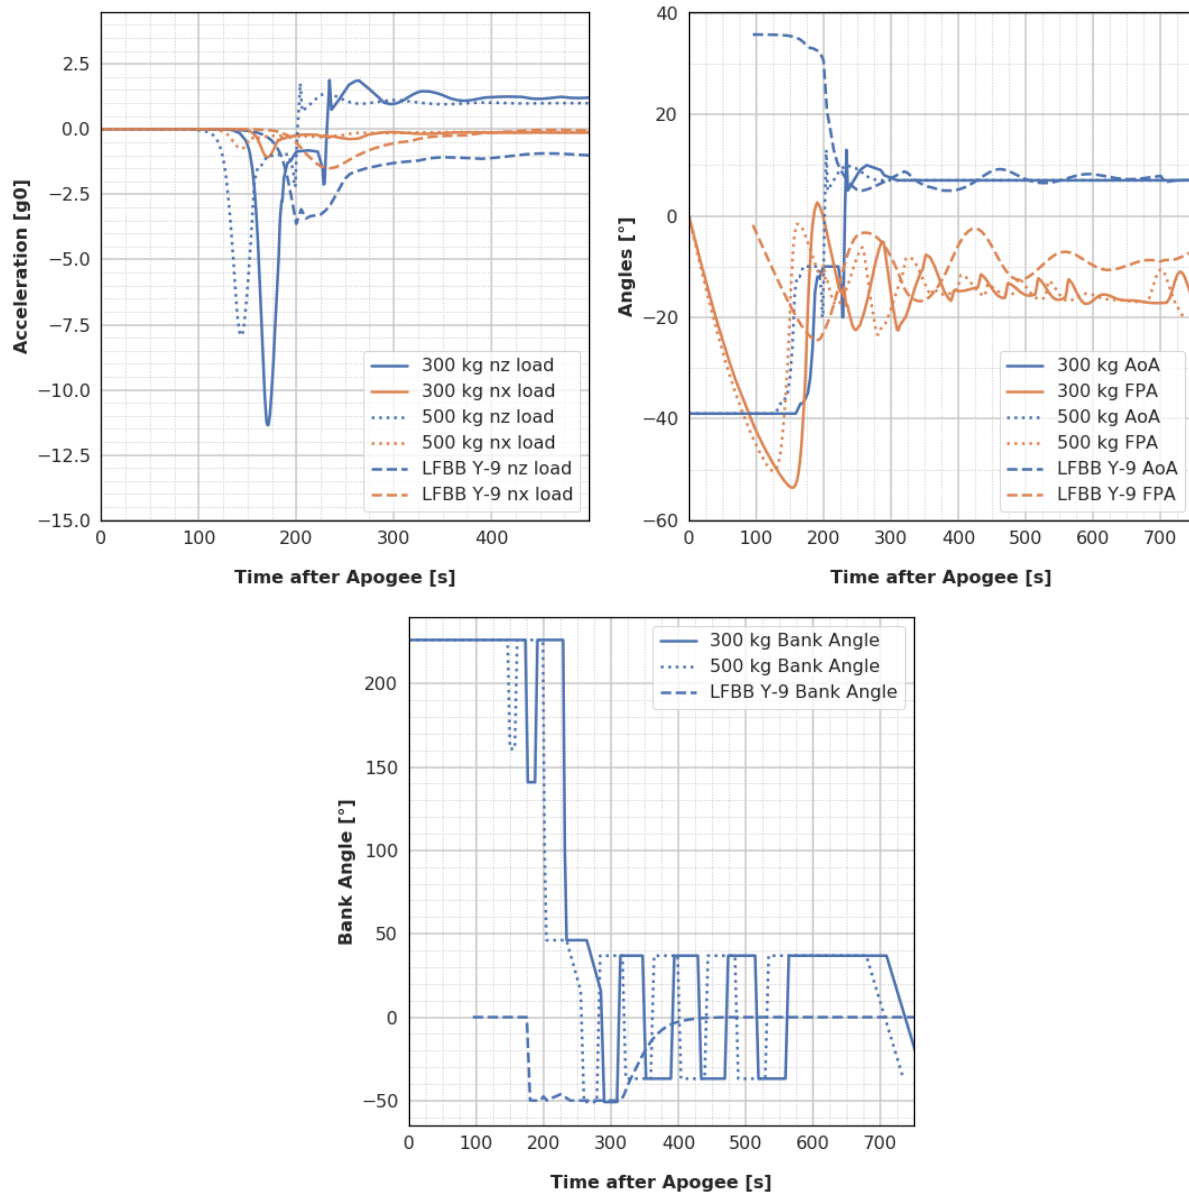 2.5
0.0
−2.5
−5.0
−7.5
−10.0
−12.5
−15.0
Acceleration [g0]
300 kg nz load
300 kg nx load
500 kg nz load
500 kg nx load
LFBB Y-9 nz load
LFBB Y-9 nx load
0 100 200 300 400
Time after Apogee [s]
40
20
0
−20
−40
−60
Angles [°]
300 kg AoA
300 kg FPA
500 kg AoA
500 kg FPA
LFBB Y-9 AoA
LFBB Y-9 FPA
0 100 200 300 400 500 600 700
Time after Apogee [s]
200
150
100
50
0
−50
Bank Angle [°]
300 kg Bank Angle
500 kg Bank Angle
LFBB Y-9 Bank Angle
0 100 200 300 400 500 600 700
Time after Apogee [s]